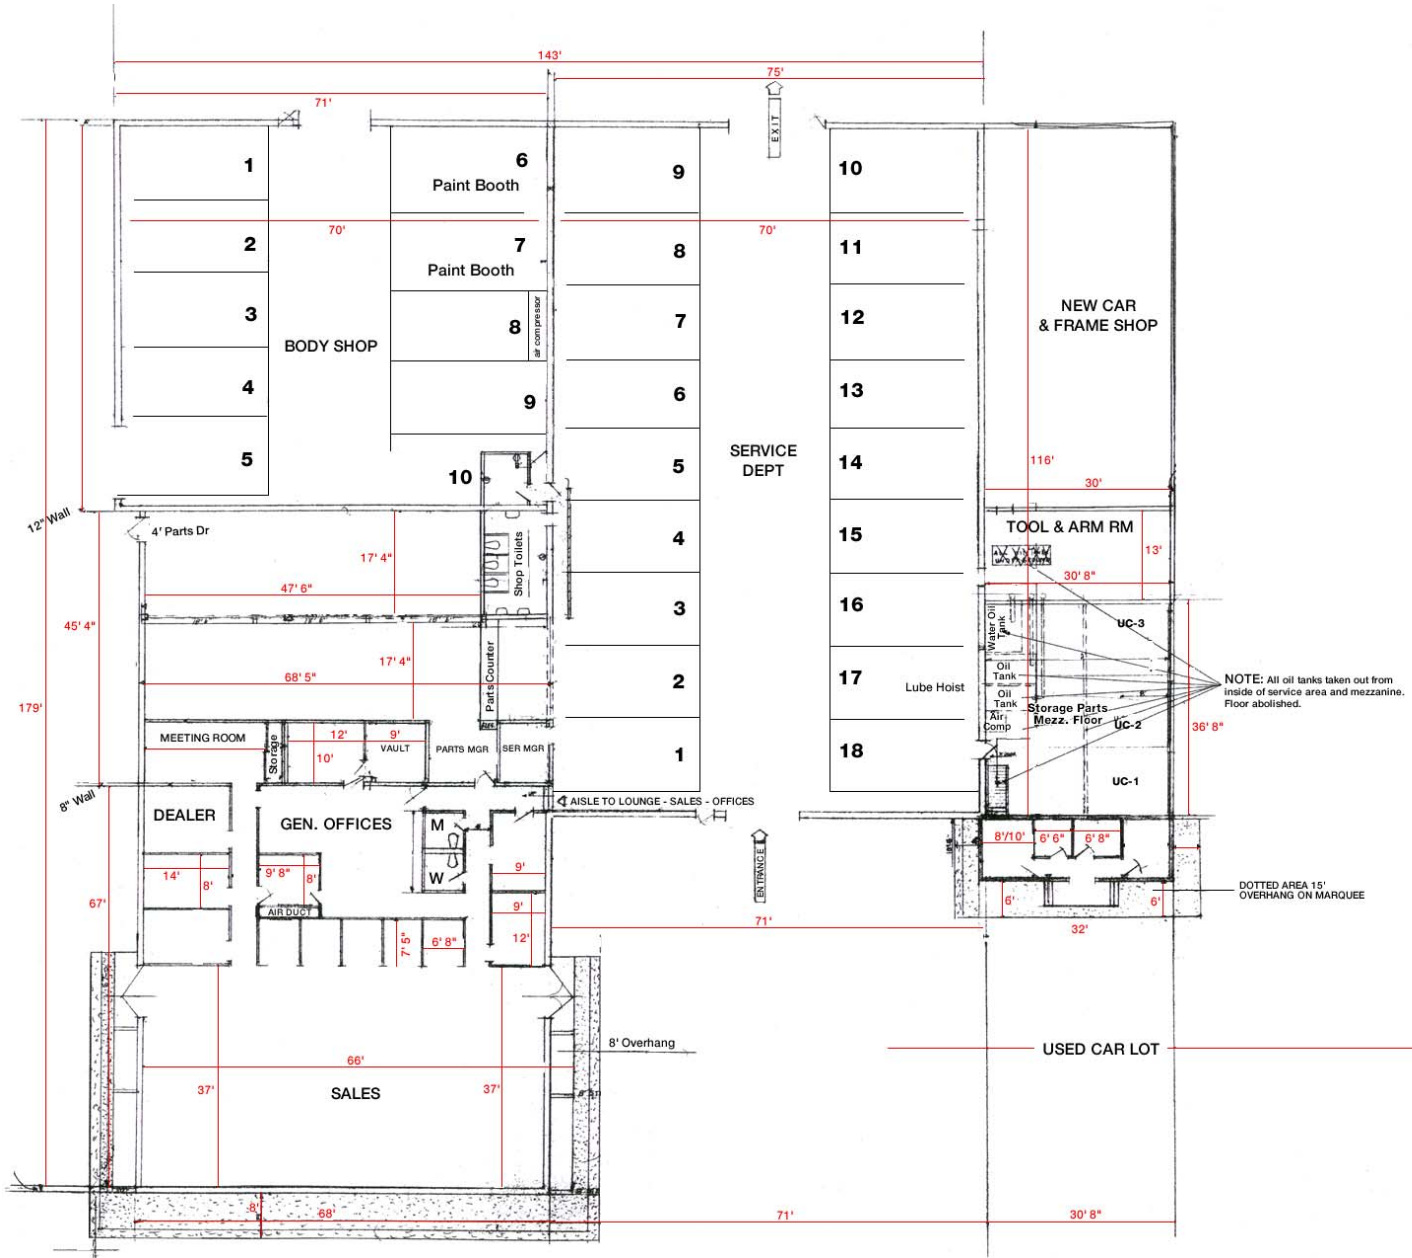 143'
75'
71'
EXIT
1
6
Paint Booth
9
10
70'
70'
2
7
Paint Booth
8
11
3
8
air compressor
7
12
NEW CAR
& FRAME SHOP
BODY SHOP
4
9
6
13
5
10
SERVICE
DEPT
5
14
116'
30'
12" Wall
4' Parts Dr
17' 4"
Shop Toilets
4
15
TOOL & ARM RM
13'
47' 6"
30' 8"
3
16
Water Oil
Tank
UC-3
45' 4"
17' 4"
Parts Counter
68' 5"
2
17
Lube Hoist
Oil
Tank
Oil
Tank
Air
Comp
Storage Parts
Mezz. Floor
UC-2
NOTE: All oil tanks taken out from
inside of service area and mezzanine.
Floor abolished.
179'
36' 8"
MEETING ROOM
Storage
12'
9'
10'
VAULT
PARTS MGR
SER MGR
1
18
UC-1
8" Wall
AISLE TO LOUNGE - SALES - OFFICES
DEALER
GEN. OFFICES
M
W
ENTRANCE
8'/10'
6' 6"
6' 8"
14'
8'
9' 8"
8'
9'
AIR DUCT
9'
12'
67'
7' 5"
6' 8"
71'
6'
6'
32'
DOTTED AREA 15'
OVERHANG ON MARQUEE
8' Overhang
USED CAR LOT
66'
37'
37'
SALES
8'
68'
71'
30' 8"